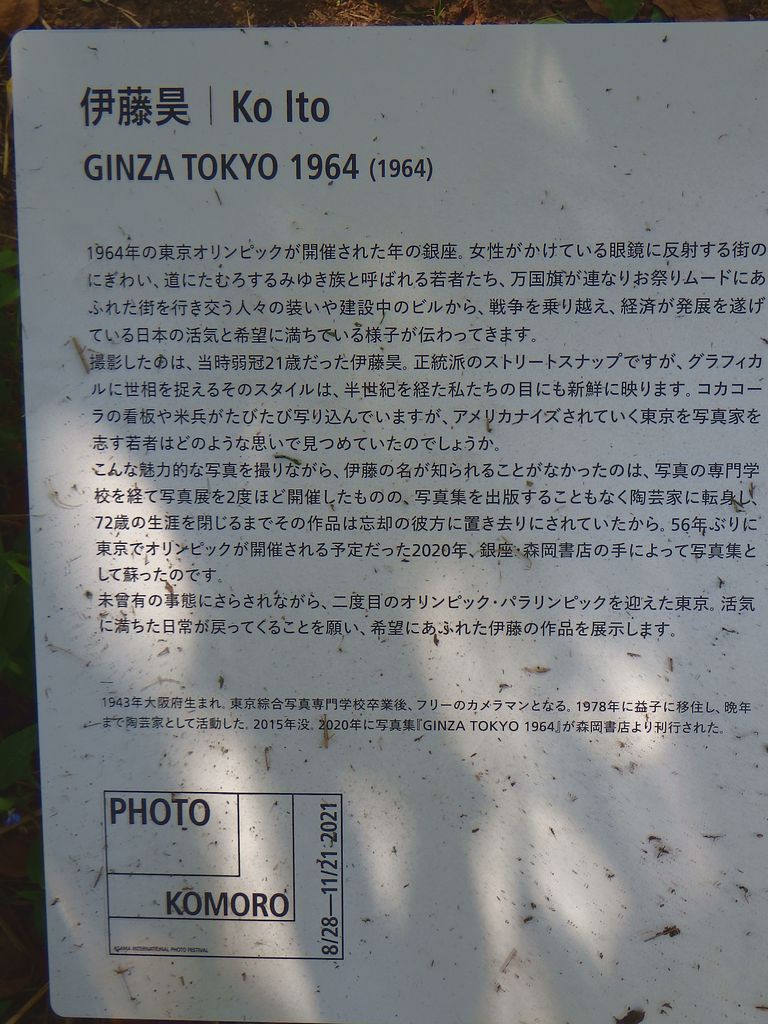 伊藤昊｜Ko Ito
GINZA TOKYO 1964 (1964)
1964年の東京オリンピックが開催された年の銀座。女性がかけている眼鏡に反射する街の
にぎわい、道にたむろするみゆき族と呼ばれる若者たち、万国旗が連なりお祭りムードにあ
ふれた街を行き交う人々の装いや建設中のビルから、戦争を乗り越え、経済が発展を遂げ
ている日本の活気と希望に満ちている様子が伝わってきます。
撮影したのは、当時弱冠21歳だった伊藤昊。正統派のストリートスナップですが、グラフィカ
ルに世相を捉えるそのスタイルは、半世紀を経た私たちの目にも新鮮に映ります。コカコー
ラの看板や米兵がたびたび写り込んでいますが、アメリカナイズされていく東京を写真家を
志す若者はどのような思いで見つめていたのでしょうか。
こんな魅力的な写真を撮りながら、伊藤の名が知られることがなかったのは、写真の専門学
校を経て写真展を2度ほど開催したものの、写真集を出版することもなく陶芸家に転身し、
72歳の生涯を閉じるまでその作品は忘却の彼方に置き去りにされていたから。56年ぶりに
東京でオリンピックが開催される予定だった2020年、銀座・森岡書店の手によって写真集と
して蘇ったのです。
未曾有の事態にさらされながら、二度目のオリンピック・パラリンピックを迎えた東京。活気
に満ちた日常が戻ってくることを願い、希望にあふれた伊藤の作品を展示します。
1943年大阪府生まれ。東京綜合写真専門学校卒業後、フリーのカメラマンとなる。1978年に益子に移住し、晩年
まで陶芸家として活動した。2015年没。2020年に写真集『GINZA TOKYO 1964』が森岡書店より刊行された。
PHOTO
KOMORO
ASAMA INTERNATIONAL PHOTO FESTIVAL
8/28—11/21 2021